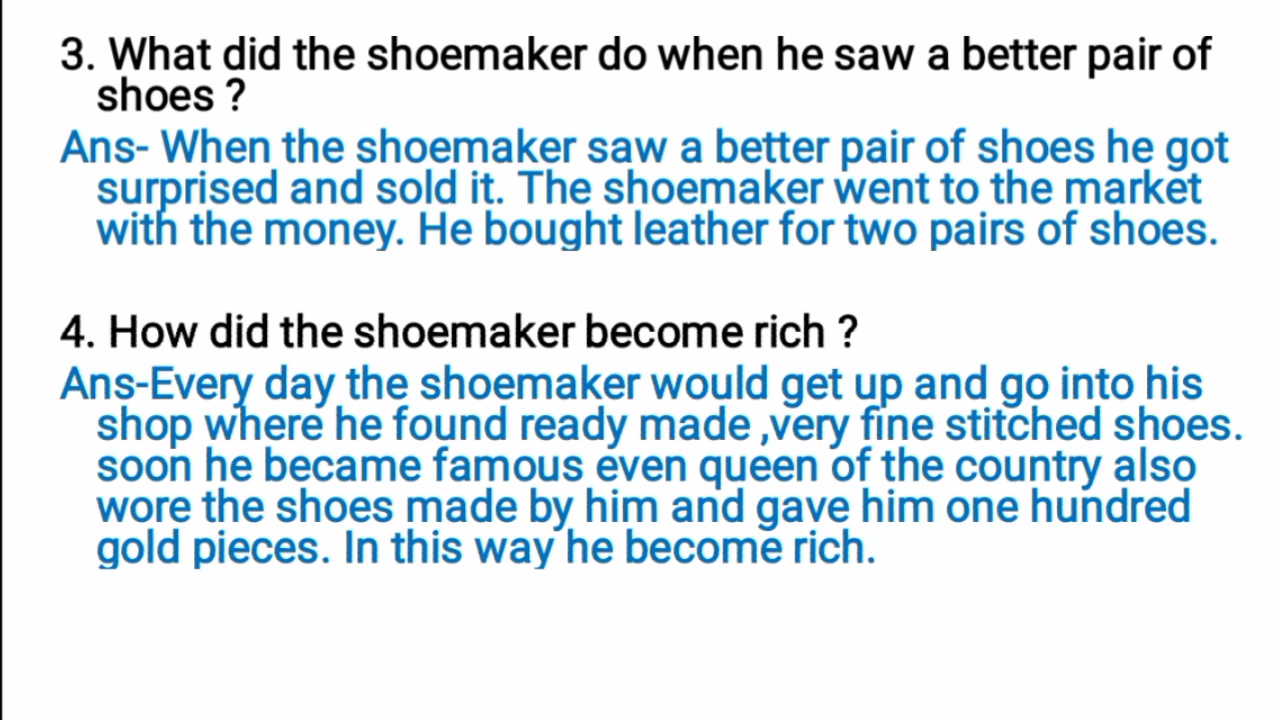 3. What did the shoemaker do when he saw a better pair of
shoes ?
Ans- When the shoemaker saw a better pair of shoes he got
surprised and sold it. The shoemaker went to the market
with the money. He bought leather for two pairs of shoes.
4. How did the shoemaker become rich ?
Ans-Every day the shoemaker would get up and go into his
shop where he found ready made ,very fine stitched shoes.
soon he became famous even queen of the country also
wore the shoes made by him and gave him one hundred
gold pieces. In this way he become rich.